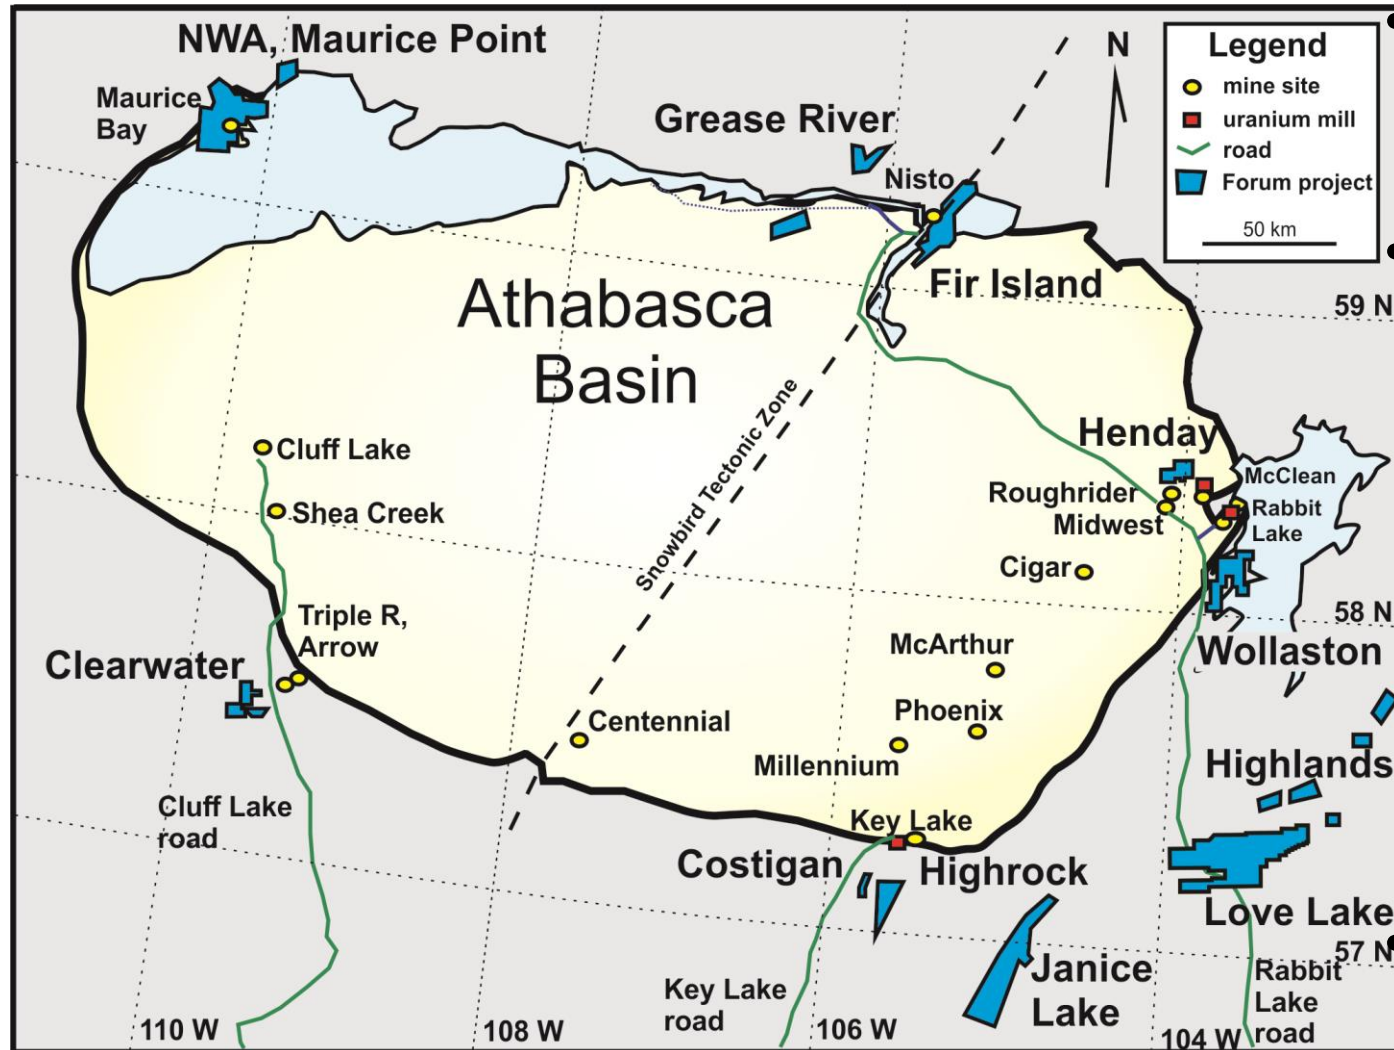 NWA, Maurice Point
N
Legend
mine site
uranium mill
road
Forum project
50 km
Maurice
Bay
Grease River
Nisto
Fir Island
59 N
Athabasca
Basin
Snowbird Tectonic Zone
Henday
McClean
Rabbit
Lake
Roughrider
Midwest
Cluff Lake
Shea Creek
Cigar
58 N
Triple R,
Arrow
Clearwater
McArthur
Wollaston
Phoenix
Centennial
Millennium
Highlands
Cluff Lake
road
Key Lake
Costigan
Highrock
Love Lake
57 N
Janice
Lake
Key Lake
road
Rabbit
Lake
road
110 W
108 W
106 W
104 W